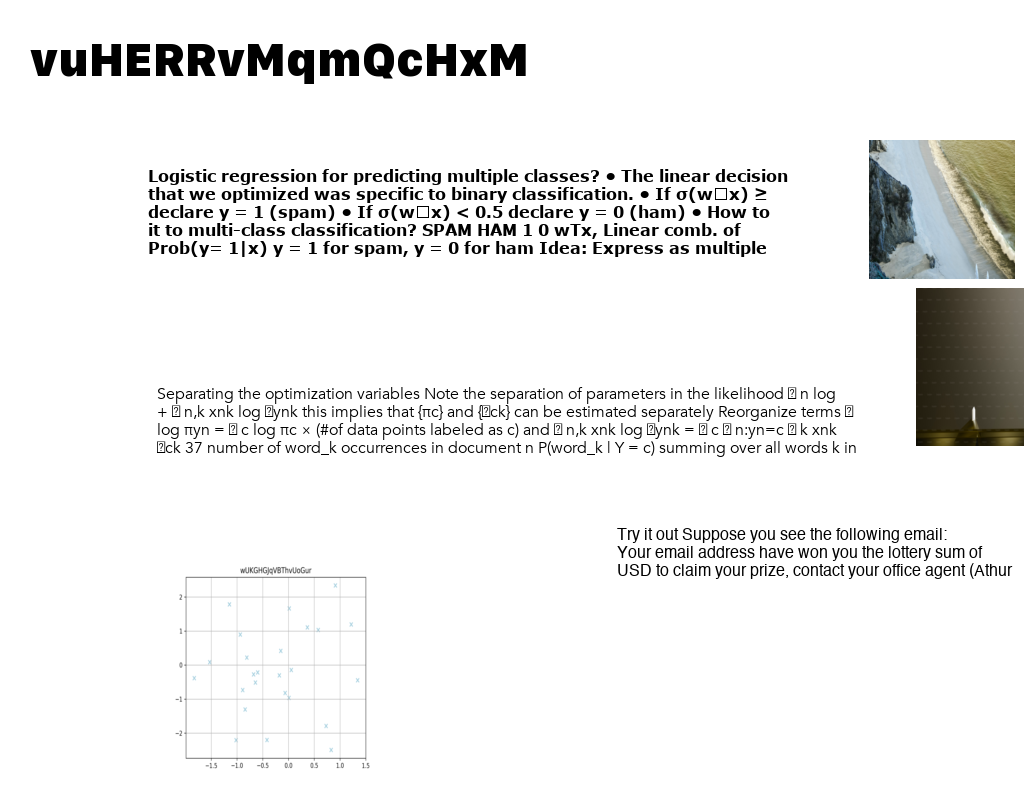 vuHERRvMqmQcHxM
Logistic regression for predicting multiple classes? • The linear decision
that we optimized was specific to binary classification. • If σ(w□x) ≥
declare y = 1 (spam) • If σ(w□x) < 0.5 declare y = 0 (ham) • How to
it to multi-class classification? SPAM HAM 1 0 wTx, Linear comb. of
Prob(y= 1|x) y = 1 for spam, y = 0 for ham Idea: Express as multiple
Separating the optimization variables Note the separation of parameters in the likelihood □ n log
+ □ n,k xnk log □ynk this implies that {πc} and {□ck} can be estimated separately Reorganize terms □
log πyn = □ c log πc × (#of data points labeled as c) and □ n,k xnk log □ynk = □ c □ n:yn=c □ k xnk
□ck 37 number of word_k occurrences in document n P(word_k | Y = c) summing over all words k in
Try it out Suppose you see the following email:
Your email address have won you the lottery sum of
USD to claim your prize, contact your office agent (Athur
wUKGHGJqVBThvUoGur
2
1
0
−1
−2
−1.5 −1.0 −0.5 0.0 0.5 1.0 1.5